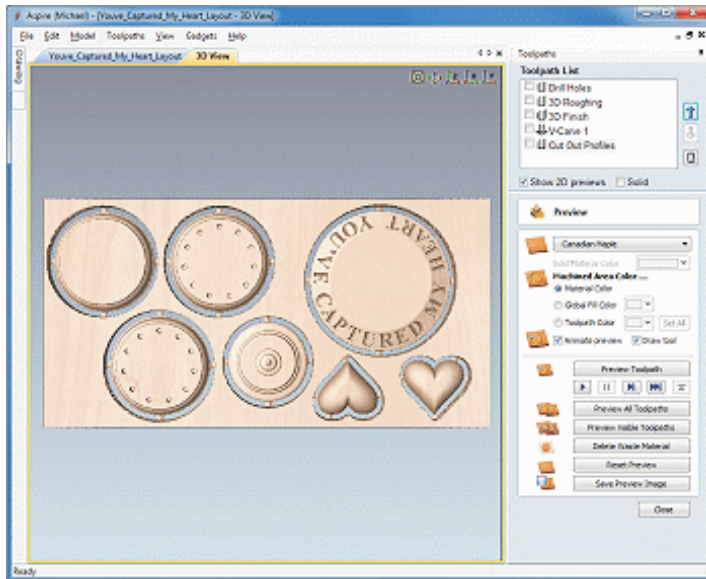 Aspire (Michael) - [Youve_Captured_My_Heart_Layout - 3D View]
File Edit Model Toolpaths View Gadgets Help
Drawing
Youve_Captured_My_Heart_Layout 3D View
YOU'VE CAPTURED MY HEART
Toolpaths
Toolpath List
Drill Holes
3D Roughing
3D Finish
V-Carve 1
Cut Out Profiles
Show 2D previews Solid
Preview
Canadian Maple
Solid Material Color
Machined Area Color ...
Material Color
Global Fill Color
Toolpath Color Set All
Animate preview Draw tool
Preview Toolpath
Preview All Toolpaths
Preview Visible Toolpaths
Delete Waste Material
Reset Preview
Save Preview Image
Close
Ready